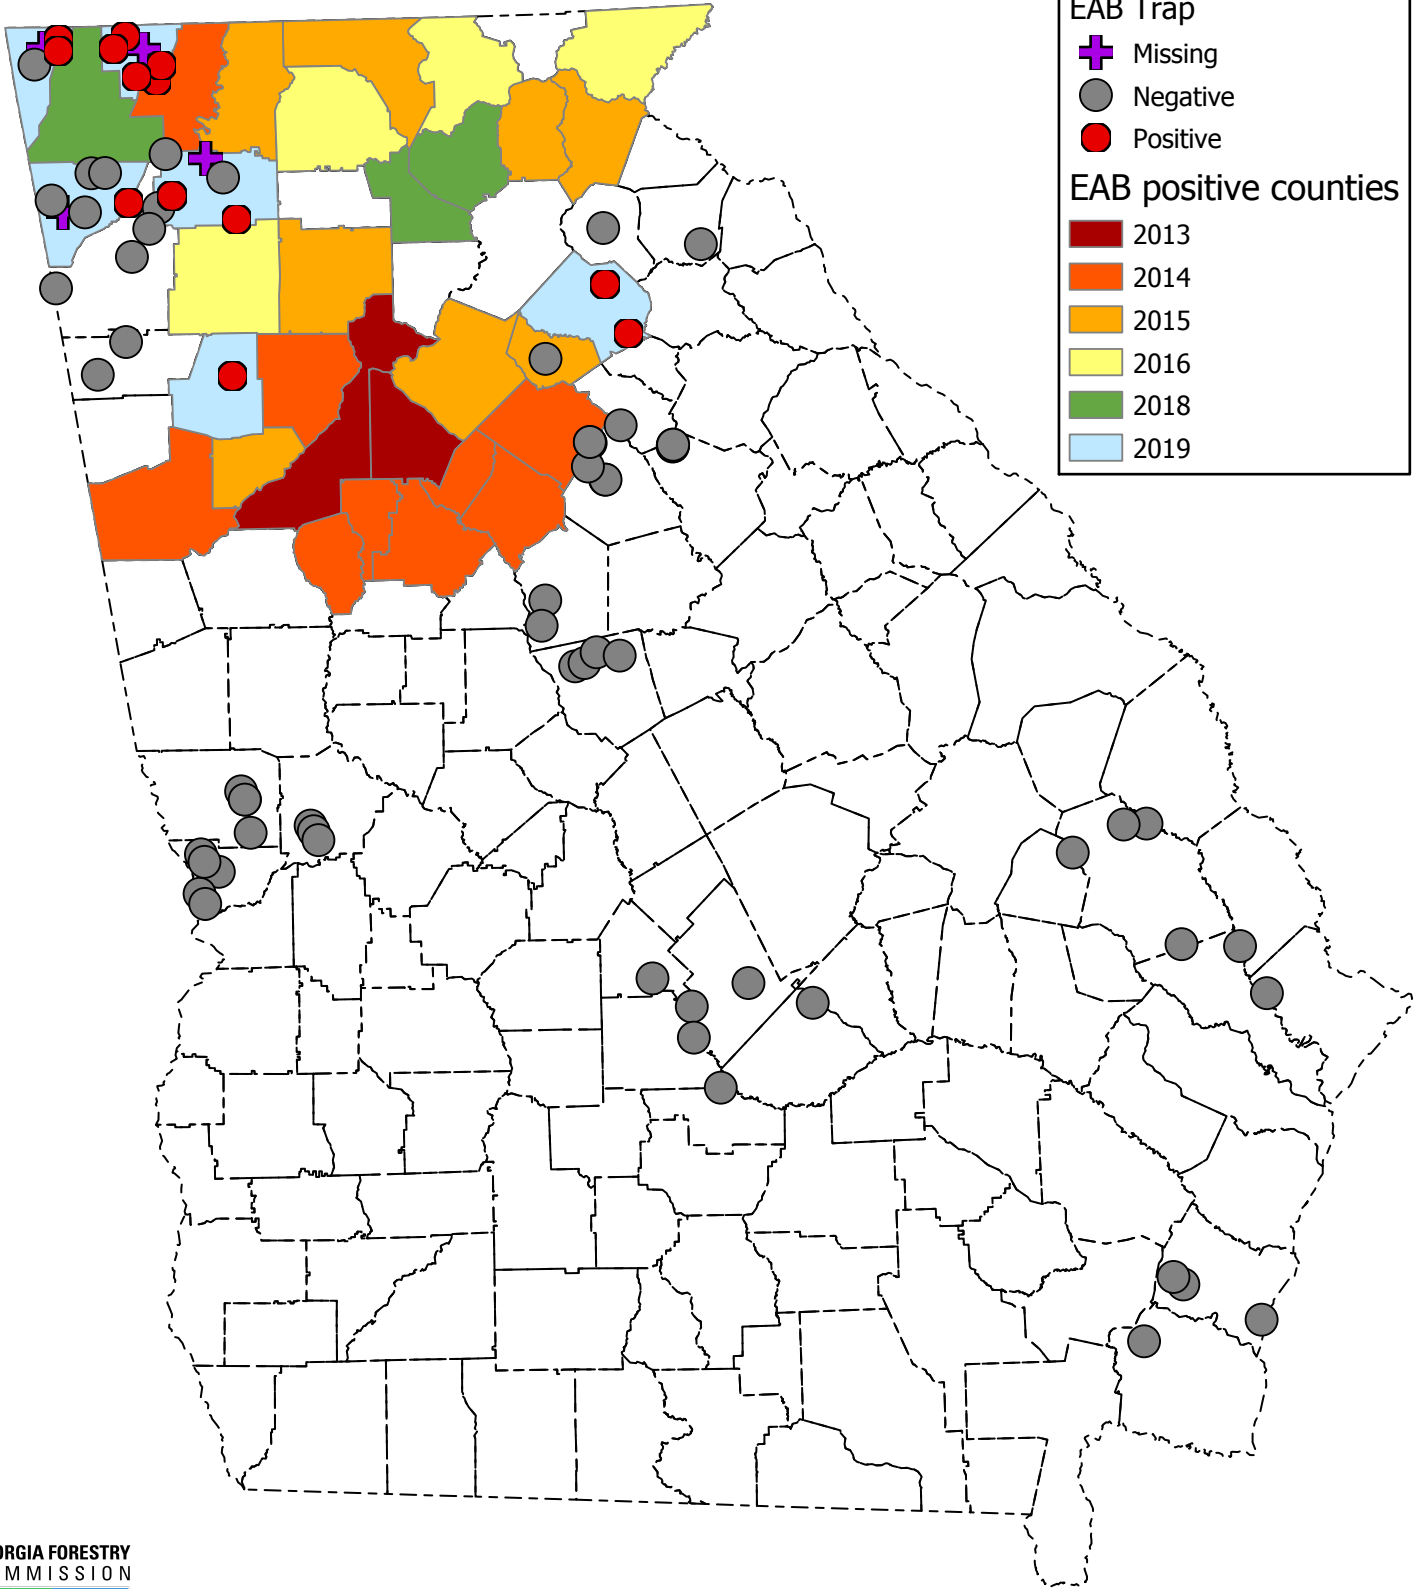 EAB Trap
Missing
Negative
Positive
EAB positive counties
2013
2014
2015
2016
2018
2019
ORGIA FORESTRY
MMISSION